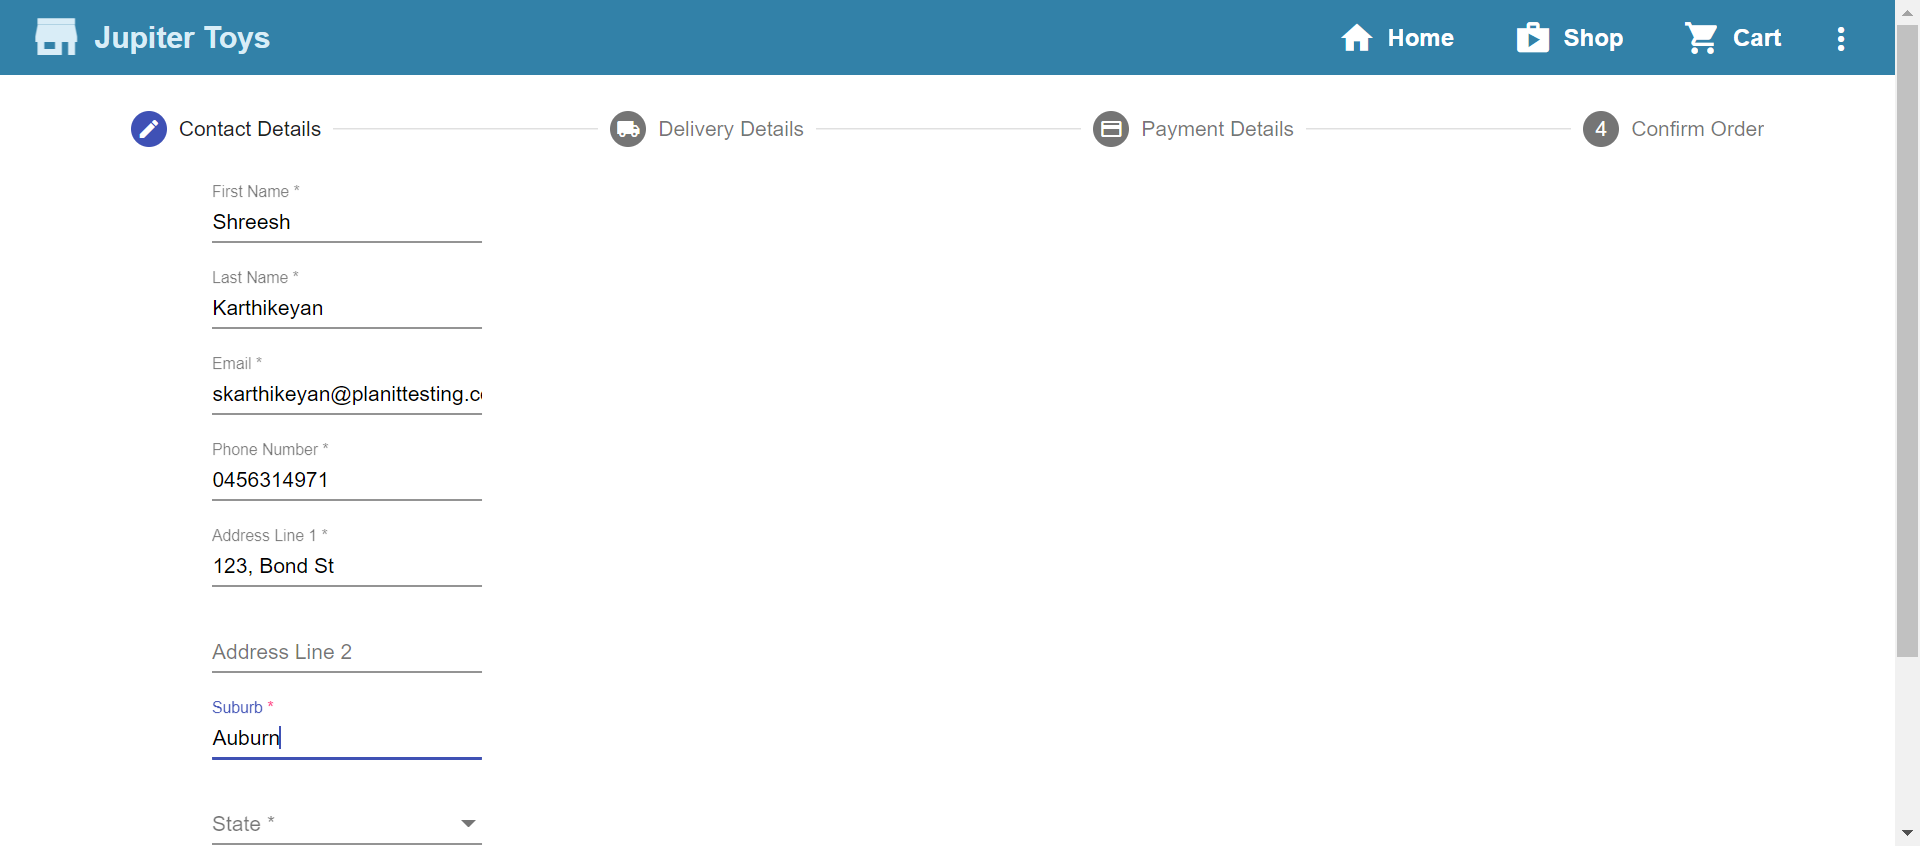 Jupiter Toys
Home
Shop
Cart
Contact Details
Delivery Details
Payment Details
4
Confirm Order
First Name *
Shreesh
Last Name *
Karthikeyan
Email *
skarthikeyan@planittesting.c
Phone Number *
0456314971
Address Line 1 *
123, Bond St
Address Line 2
Suburb *
Auburn
State *